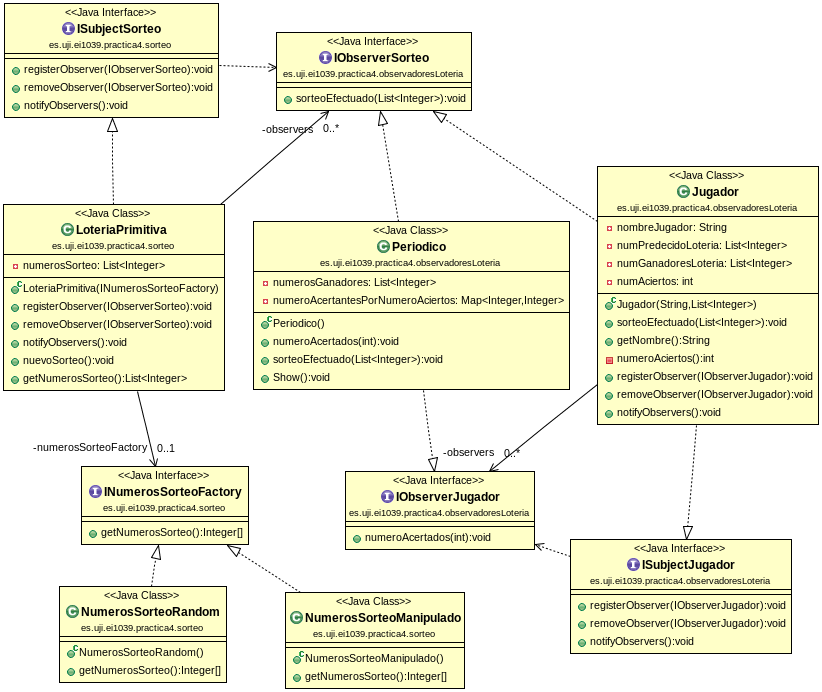 <<Java Interface>>
ISubjectSorteo
es.uji.ei1039.practica4.sorteo
registerObserver(IObserverSorteo):void
removeObserver(IObserverSorteo):void
notifyObservers():void
<<Java Interface>>
IObserverSorteo
es.uji.ei1039.practica4.observadoresLoteria
sorteoEfectuado(List<Integer>):void
-observers 0..*
<<Java Class>>
LoteriaPrimitiva
es.uji.ei1039.practica4.sorteo
numerosSorteo: List<Integer>
LoteriaPrimitiva(INumerosSorteoFactory)
registerObserver(IObserverSorteo):void
removeObserver(IObserverSorteo):void
notifyObservers():void
nuevoSorteo():void
getNumerosSorteo():List<Integer>
<<Java Class>>
Periodico
es.uji.ei1039.practica4.observadoresLoteria
numerosGanadores: List<Integer>
numeroAcertantesPorNumeroAciertos: Map<Integer,Integer>
Periodico()
numeroAcertados(int):void
sorteoEfectuado(List<Integer>):void
Show():void
<<Java Class>>
Jugador
es.uji.ei1039.practica4.observadoresLoteria
nombreJugador: String
numPredecidoLoteria: List<Integer>
numGanadoresLoteria: List<Integer>
numAciertos: int
Jugador(String,List<Integer>)
sorteoEfectuado(List<Integer>):void
getNombre():String
numeroAciertos():int
registerObserver(IObserverJugador):void
removeObserver(IObserverJugador):void
notifyObservers():void
-numerosSorteoFactory 0..1
-observers 0..*
<<Java Interface>>
INumerosSorteoFactory
es.uji.ei1039.practica4.sorteo
getNumerosSorteo():Integer[]
<<Java Interface>>
IObserverJugador
es.uji.ei1039.practica4.observadoresLoteria
numeroAcertados(int):void
<<Java Interface>>
ISubjectJugador
es.uji.ei1039.practica4.observadoresLoteria
registerObserver(IObserverJugador):void
removeObserver(IObserverJugador):void
notifyObservers():void
<<Java Class>>
NumerosSorteoRandom
es.uji.ei1039.practica4.sorteo
NumerosSorteoRandom()
getNumerosSorteo():Integer[]
<<Java Class>>
NumerosSorteoManipulado
es.uji.ei1039.practica4.sorteo
NumerosSorteoManipulado()
getNumerosSorteo():Integer[]